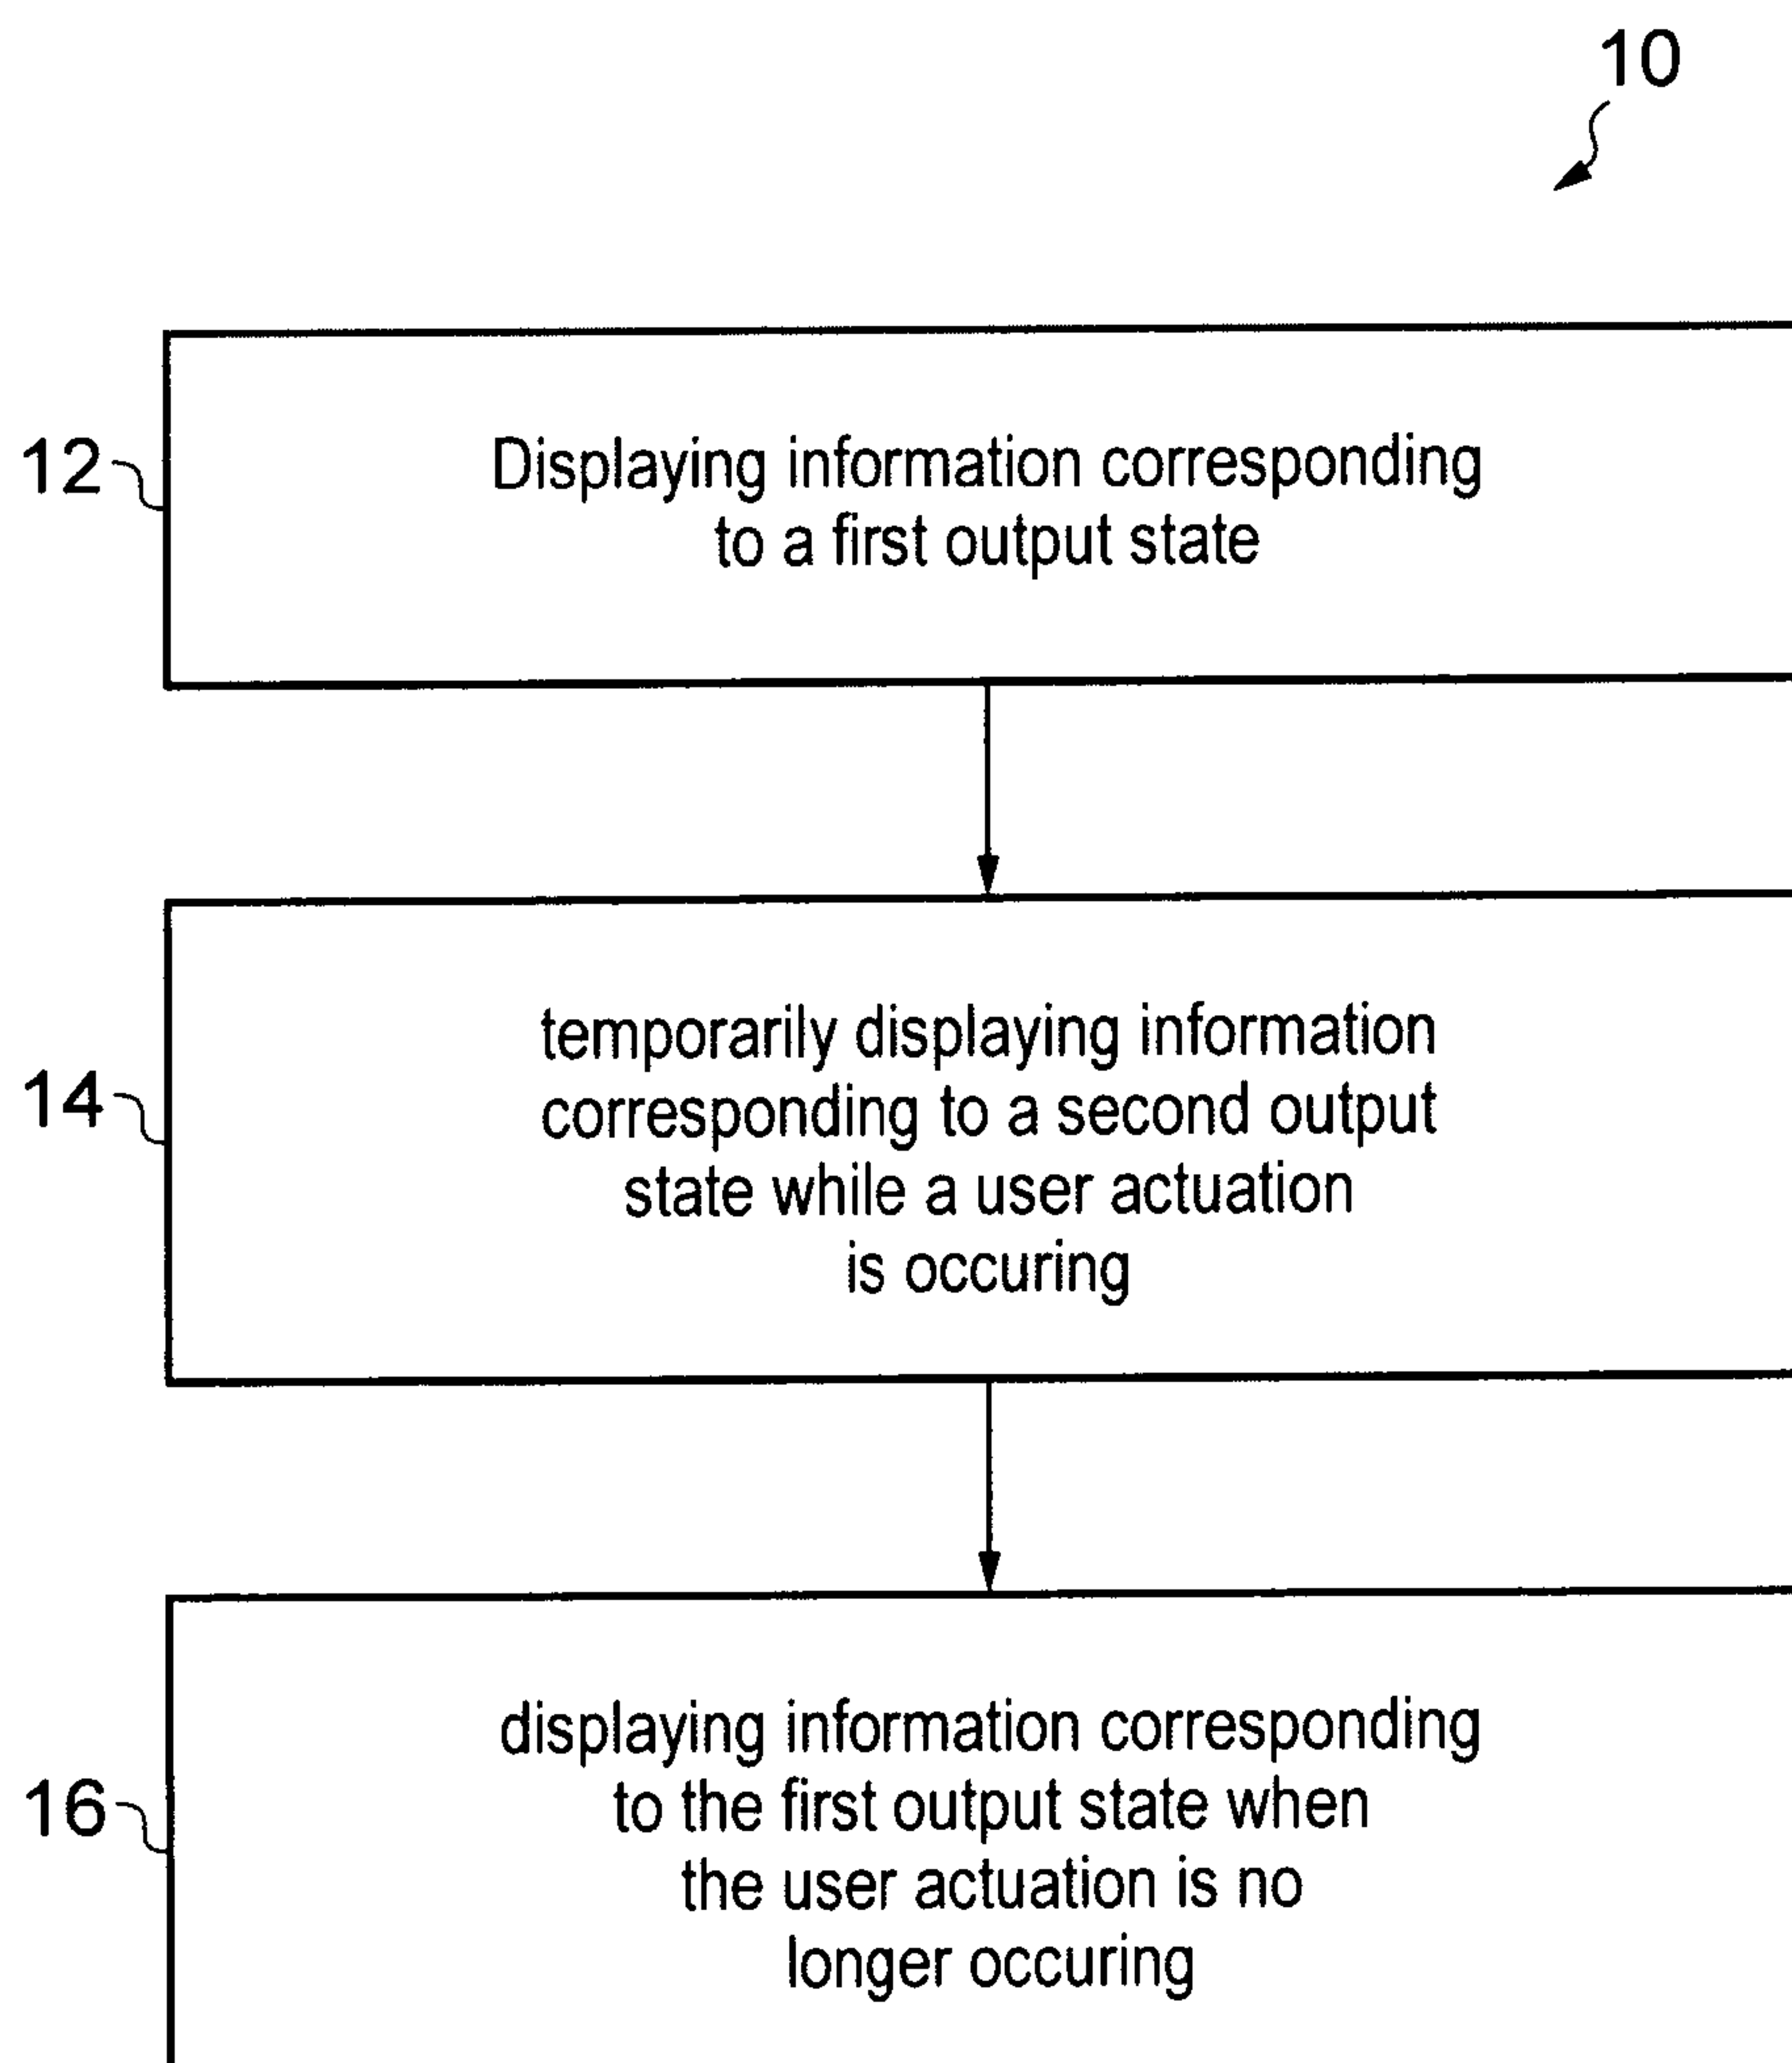 10
12
Displaying information corresponding
to a first output state
14
temporarily displaying information
corresponding to a second output
state while a user actuation
is occuring
16
displaying information corresponding
to the first output state when
the user actuation is no
longer occuring